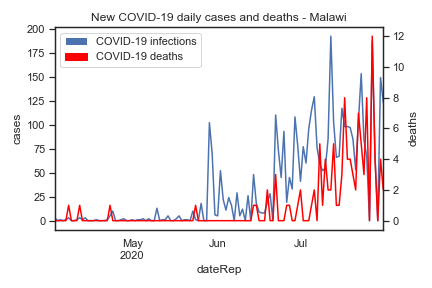 New COVID-19 daily cases and deaths - Malawi
COVID-19 infections
COVID-19 deaths
200
175
150
125
100
75
50
25
0
cases
12
10
8
6
4
2
0
deaths
May
2020
Jun
Jul
dateRep